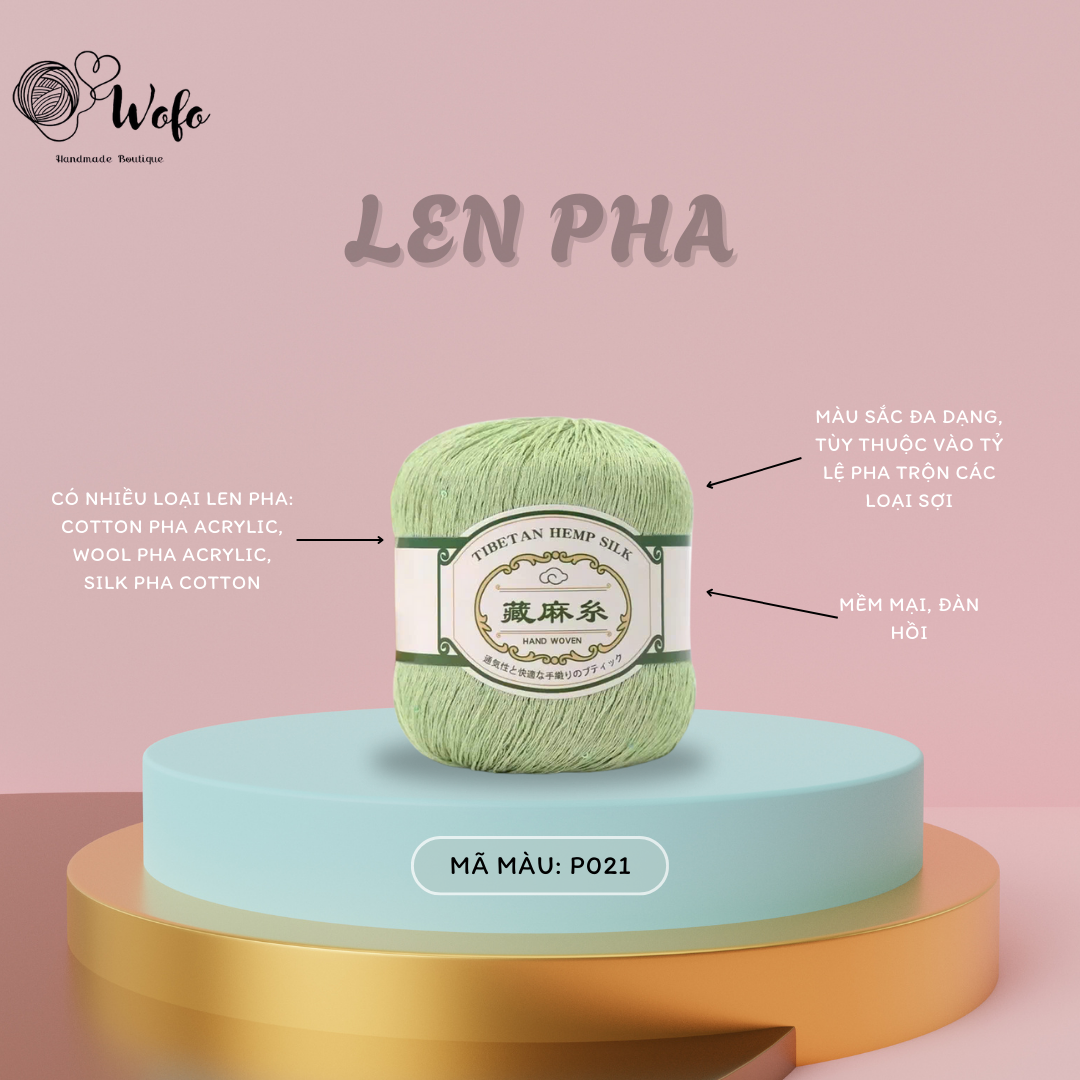 Wofo
Handmade Boutique
LEN PHA
MÀU SẮC ĐA DẠNG,
TÙY THUỘC VÀO TỶ
LỆ PHA TRỘN CÁC
LOẠI SỢI
CÓ NHIỀU LOẠI LEN PHA:
COTTON PHA ACRYLIC,
WOOL PHA ACRYLIC,
SILK PHA COTTON
TIBETAN HEMP SILK
藏麻糸
HAND WOVEN
通気性と快適な手織りのブティック
MỀM MẠI, ĐÀN
HỒI
MÃ MÀU: P021